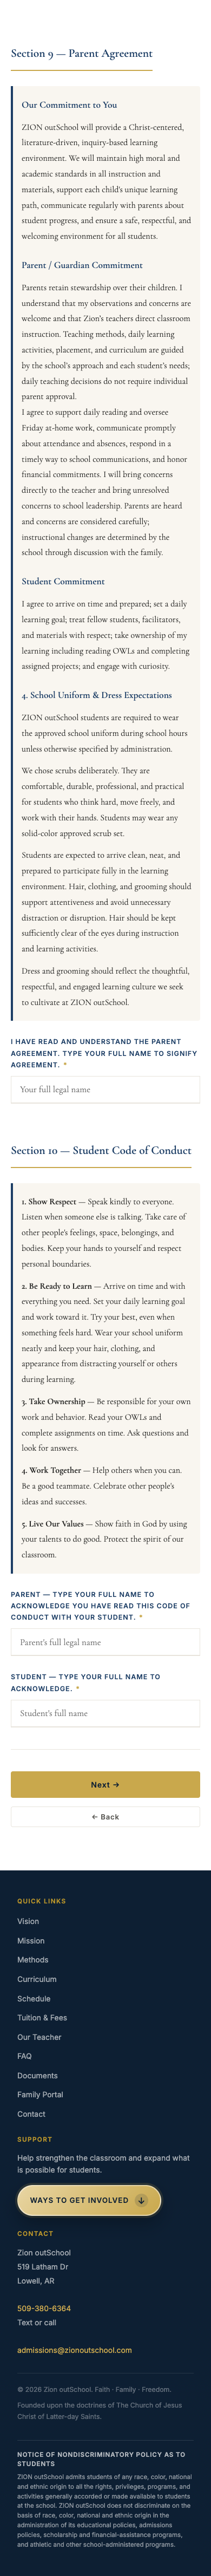 Section 9 — Parent Agreement
Our Commitment to You
ZION outSchool will provide a Christ-centered,
literature-driven, inquiry-based learning
environment. We will maintain high moral and
academic standards in all instruction and
materials, support each child's unique learning
path, communicate regularly with parents about
student progress, and ensure a safe, respectful, and
welcoming environment for all students.
Parent / Guardian Commitment
Parents retain stewardship over their children. I
understand that my observations and concerns are
welcome and that Zion's teachers direct classroom
instruction. Teaching methods, daily learning
activities, placement, and curriculum are guided
by the school's approach and each student's needs;
daily teaching decisions do not require individual
parent approval.
I agree to support daily reading and oversee
Friday at-home work, communicate promptly
about attendance and absences, respond in a
timely way to school communications, and honor
financial commitments. I will bring concerns
directly to the teacher and bring unresolved
concerns to school leadership. Parents are heard
and concerns are considered carefully;
instructional changes are determined by the
school through discussion with the family.
Student Commitment
I agree to arrive on time and prepared; set a daily
learning goal; treat fellow students, facilitators,
and materials with respect; take ownership of my
learning including reading OWLs and completing
assigned projects; and engage with curiosity.
4. School Uniform & Dress Expectations
ZION outSchool students are required to wear
the approved school uniform during school hours
unless otherwise specified by administration.
We chose scrubs deliberately. They are
comfortable, durable, professional, and practical
for students who think hard, move freely, and
work with their hands. Students may wear any
solid-color approved scrub set.
Students are expected to arrive clean, neat, and
prepared to participate fully in the learning
environment. Hair, clothing, and grooming should
support attentiveness and avoid unnecessary
distraction or disruption. Hair should be kept
sufficiently clear of the eyes during instruction
and learning activities.
Dress and grooming should reflect the thoughtful,
respectful, and engaged learning culture we seek
to cultivate at ZION outSchool.
I HAVE READ AND UNDERSTAND THE PARENT
AGREEMENT. TYPE YOUR FULL NAME TO SIGNIFY
AGREEMENT. *
Your full legal name
Section 10 — Student Code of Conduct
1. Show Respect — Speak kindly to everyone.
Listen when someone else is talking. Take care of
other people's feelings, space, belongings, and
bodies. Keep your hands to yourself and respect
personal boundaries.
2. Be Ready to Learn — Arrive on time and with
everything you need. Set your daily learning goal
and work toward it. Try your best, even when
something feels hard. Wear your school uniform
neatly and keep your hair, clothing, and
appearance from distracting yourself or others
during learning.
3. Take Ownership — Be responsible for your own
work and behavior. Read your OWLs and
complete assignments on time. Ask questions and
look for answers.
4. Work Together — Help others when you can.
Be a good teammate. Celebrate other people's
ideas and successes.
5. Live Our Values — Show faith in God by using
your talents to do good. Protect the spirit of our
classroom.
PARENT — TYPE YOUR FULL NAME TO
ACKNOWLEDGE YOU HAVE READ THIS CODE OF
CONDUCT WITH YOUR STUDENT. *
Parent's full legal name
STUDENT — TYPE YOUR FULL NAME TO
ACKNOWLEDGE. *
Student's full name
Next →
← Back
QUICK LINKS
Vision
Mission
Methods
Curriculum
Schedule
Tuition & Fees
Our Teacher
FAQ
Documents
Family Portal
Contact
SUPPORT
Help strengthen the classroom and expand what
is possible for students.
WAYS TO GET INVOLVED ↓
CONTACT
Zion outSchool
519 Latham Dr
Lowell, AR
509-380-6364
Text or call
admissions@zionoutschool.com
© 2026 Zion outSchool. Faith · Family · Freedom.
Founded upon the doctrines of The Church of Jesus
Christ of Latter-day Saints.
NOTICE OF NONDISCRIMINATORY POLICY AS TO
STUDENTS
ZION outSchool admits students of any race, color, national
and ethnic origin to all the rights, privileges, programs, and
activities generally accorded or made available to students
at the school. ZION outSchool does not discriminate on the
basis of race, color, national and ethnic origin in the
administration of its educational policies, admissions
policies, scholarship and financial-assistance programs,
and athletic and other school-administered programs.